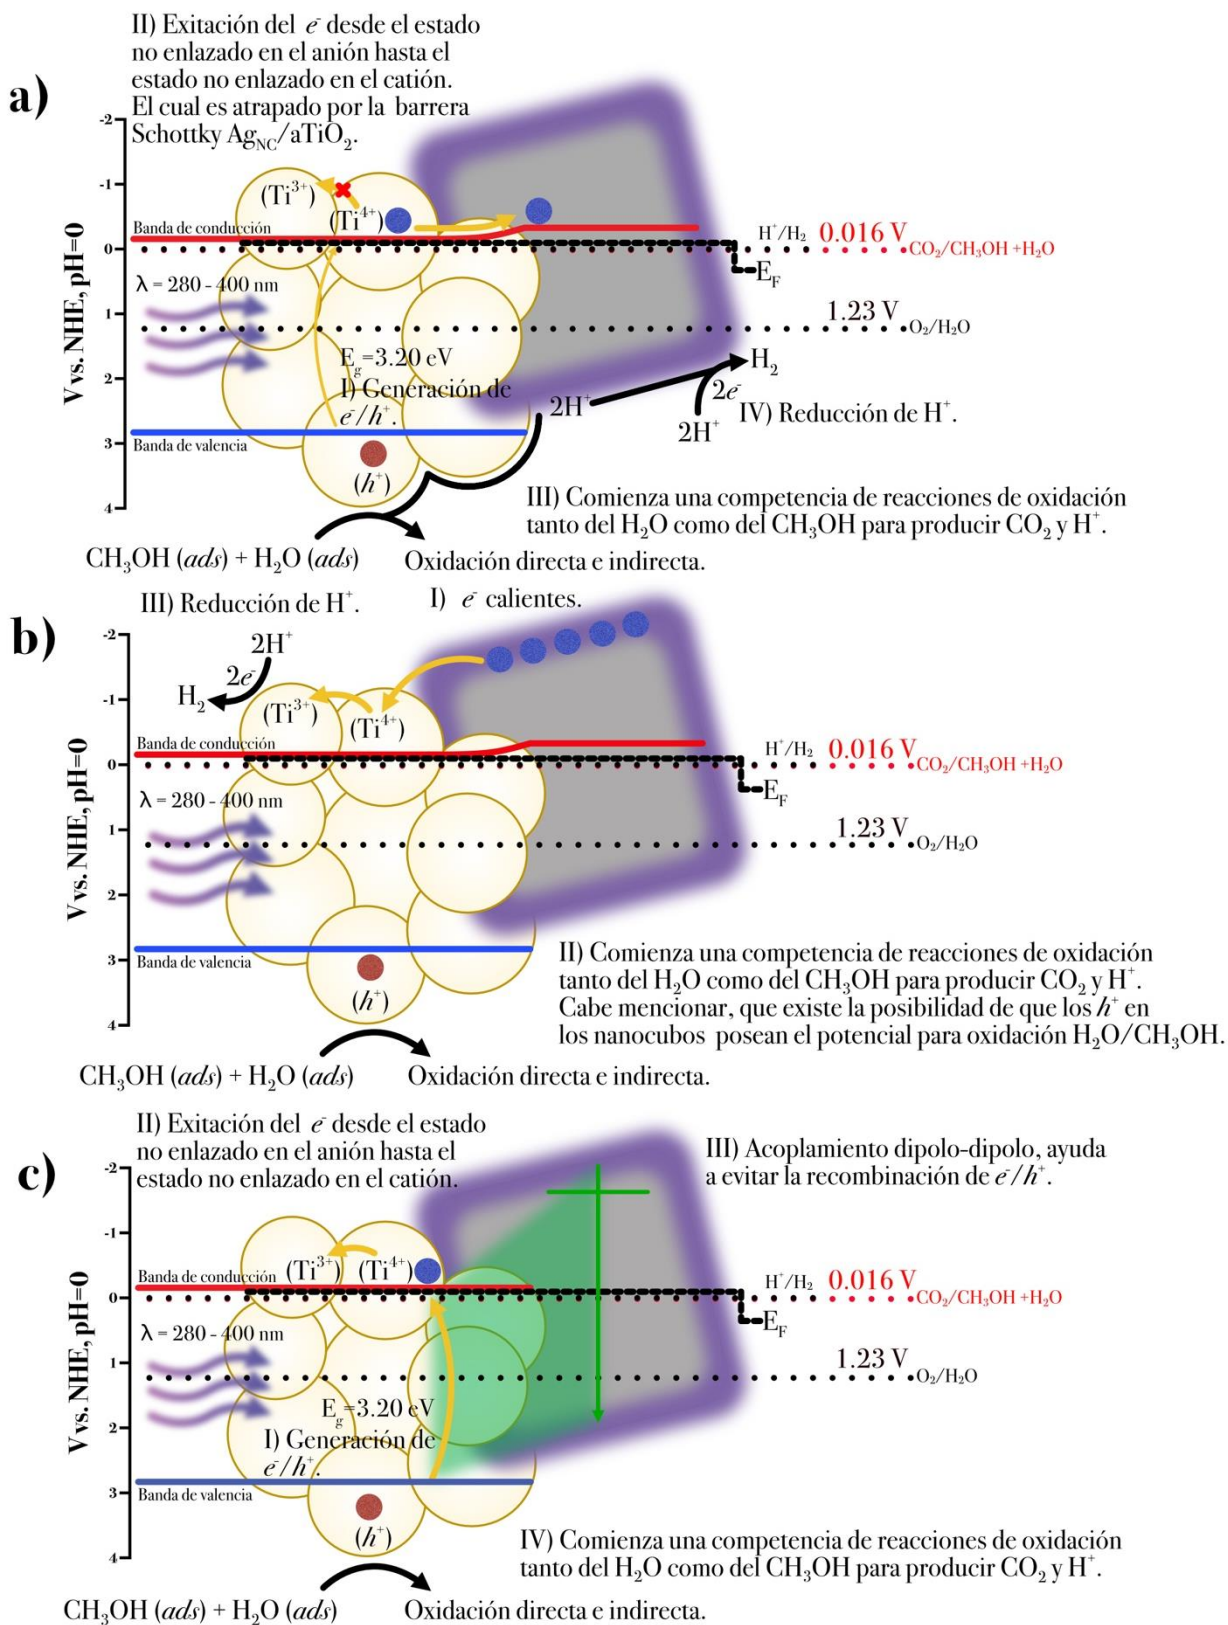 II) Exitación del e⁻ desde el estado
no enlazado en el anión hasta el
estado no enlazado en el catión.
El cual es atrapado por la barrera
Schottky Ag_NC/aTiO₂.
a)
V vs. NHE, pH=0
-2
-1
0
1
2
3
4
(Ti³⁺)
(Ti⁴⁺)
Banda de conducción
H⁺/H₂ 0.016 V
CO₂/CH₃OH +H₂O
E_F
λ = 280 - 400 nm
1.23 V
O₂/H₂O
E_g=3.20 eV
I) Generación de
e⁻/h⁺.
H₂
2e⁻
2H⁺
2H⁺
IV) Reducción de H⁺.
Banda de valencia
(h⁺)
III) Comienza una competencia de reacciones de oxidación
tanto del H₂O como del CH₃OH para producir CO₂ y H⁺.
CH₃OH (ads) + H₂O (ads)
Oxidación directa e indirecta.
III) Reducción de H⁺.
I) e⁻ calientes.
b)
V vs. NHE, pH=0
-2
-1
0
1
2
3
4
2H⁺
2e⁻
H₂
(Ti³⁺)
(Ti⁴⁺)
Banda de conducción
H⁺/H₂ 0.016 V
CO₂/CH₃OH +H₂O
E_F
λ = 280 - 400 nm
1.23 V
O₂/H₂O
Banda de valencia
(h⁺)
II) Comienza una competencia de reacciones de oxidación
tanto del H₂O como del CH₃OH para producir CO₂ y H⁺.
Cabe mencionar, que existe la posibilidad de que los h⁺ en
los nanocubos posean el potencial para oxidación H₂O/CH₃OH.
CH₃OH (ads) + H₂O (ads)
Oxidación directa e indirecta.
II) Exitación del e⁻ desde el estado
no enlazado en el anión hasta el
estado no enlazado en el catión.
III) Acoplamiento dipolo-dipolo, ayuda
a evitar la recombinación de e⁻/h⁺.
c)
V vs. NHE, pH=0
-2
-1
0
1
2
3
4
(Ti³⁺)
(Ti⁴⁺)
Banda de conducción
H⁺/H₂ 0.016 V
CO₂/CH₃OH +H₂O
E_F
λ = 280 - 400 nm
1.23 V
O₂/H₂O
E_g=3.20 eV
I) Generación de
e⁻/h⁺.
Banda de valencia
(h⁺)
IV) Comienza una competencia de reacciones de oxidación
tanto del H₂O como del CH₃OH para producir CO₂ y H⁺.
CH₃OH (ads) + H₂O (ads)
Oxidación directa e indirecta.